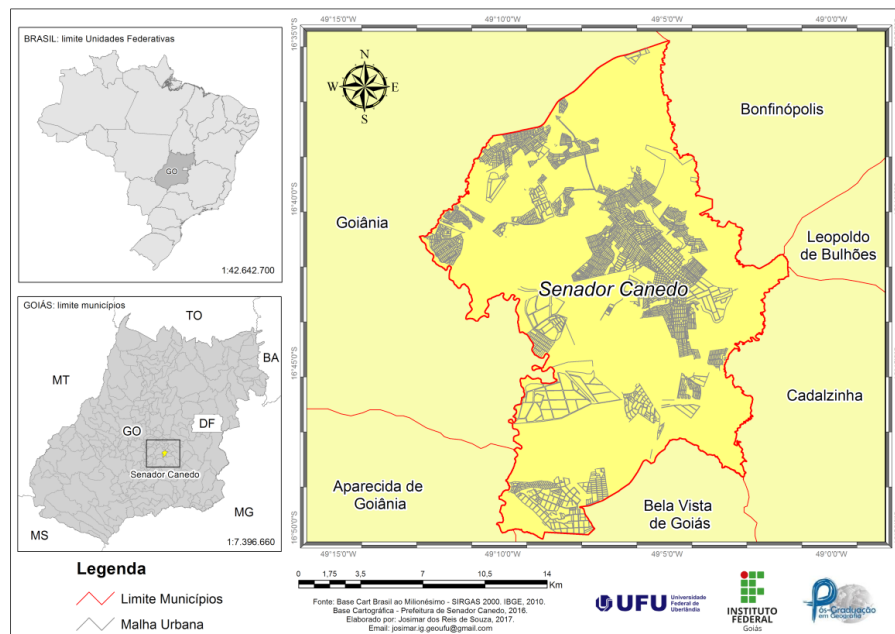 BRASIL: limite Unidades Federativas
GO
1:42.642.700
GOIÁS: limite municípios
TO
BA
MT
DF
GO
Senador Canedo
MG
MS
1:7.396.660
49°15'0"W
49°10'0"W
49°5'0"W
49°0'0"W
16°35'0"S
16°40'0"S
16°45'0"S
16°50'0"S
N
W
E
S
Bonfinópolis
Goiânia
Leopoldo
de Bulhões
Senador Canedo
Cadalzinha
Aparecida de
Goiânia
Bela Vista
de Goiás
49°15'0"W
49°10'0"W
49°5'0"W
49°0'0"W
Legenda
Limite Municípios
Malha Urbana
0 1,75 3,5 7 10,5 14
Km
Fonte: Base Cart Brasil ao Milionésimo - SIRGAS 2000. IBGE, 2010.
Base Cartográfica - Prefeitura de Senador Canedo, 2016.
Elaborado por: Josimar dos Reis de Souza, 2017.
Email: josimar.ig.geoufu@gmail.com
UFU
Universidade
Federal de
Uberlândia
INSTITUTO
FEDERAL
Goiás
Pós-Graduação
em Geografia